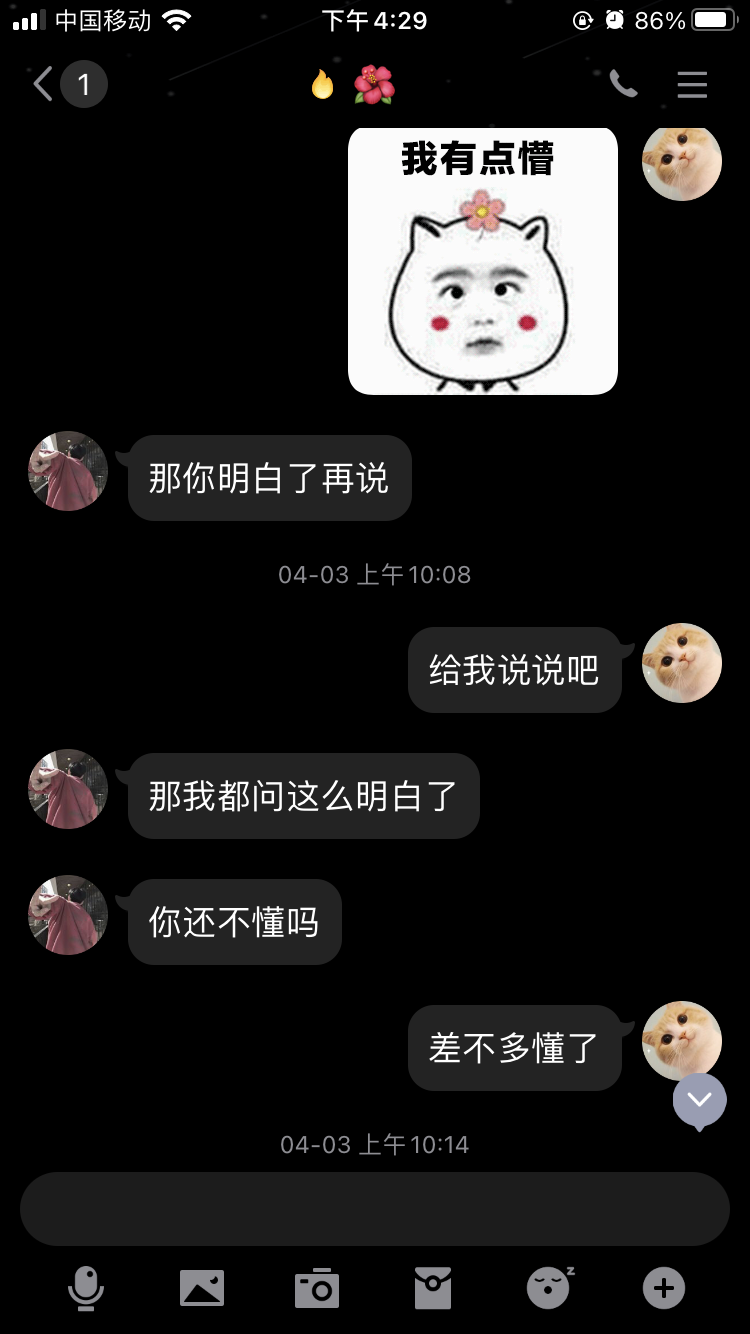 中国移动 下午4:29 86%
1
我有点懵
那你明白了再说
04-03 上午10:08
给我说说吧
那我都问这么明白了
你还不懂吗
差不多懂了
04-03 上午10:14
z